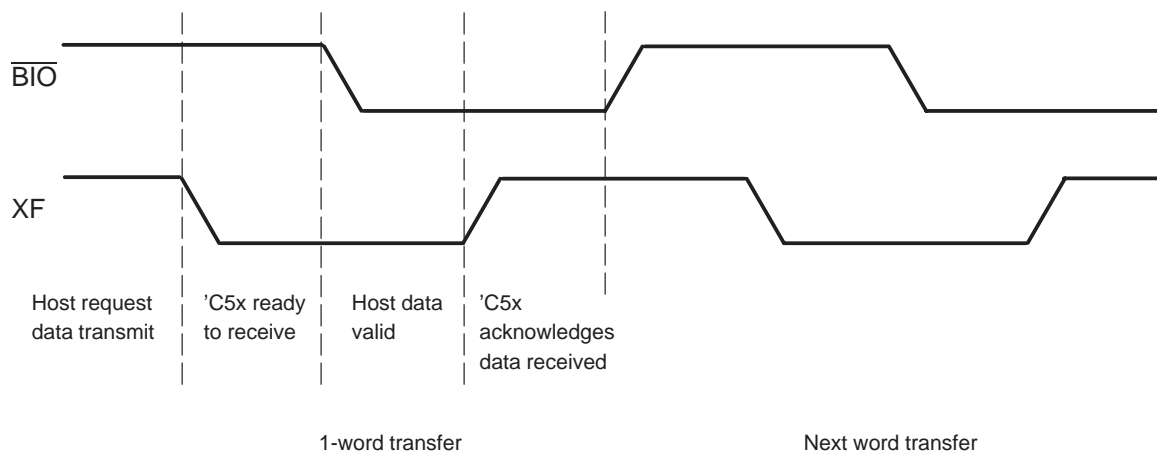 BIO
XF
Host request
data transmit
’C5x ready
to receive
Host data
valid
’C5x
acknowledges
data received
1-word transfer
Next word transfer